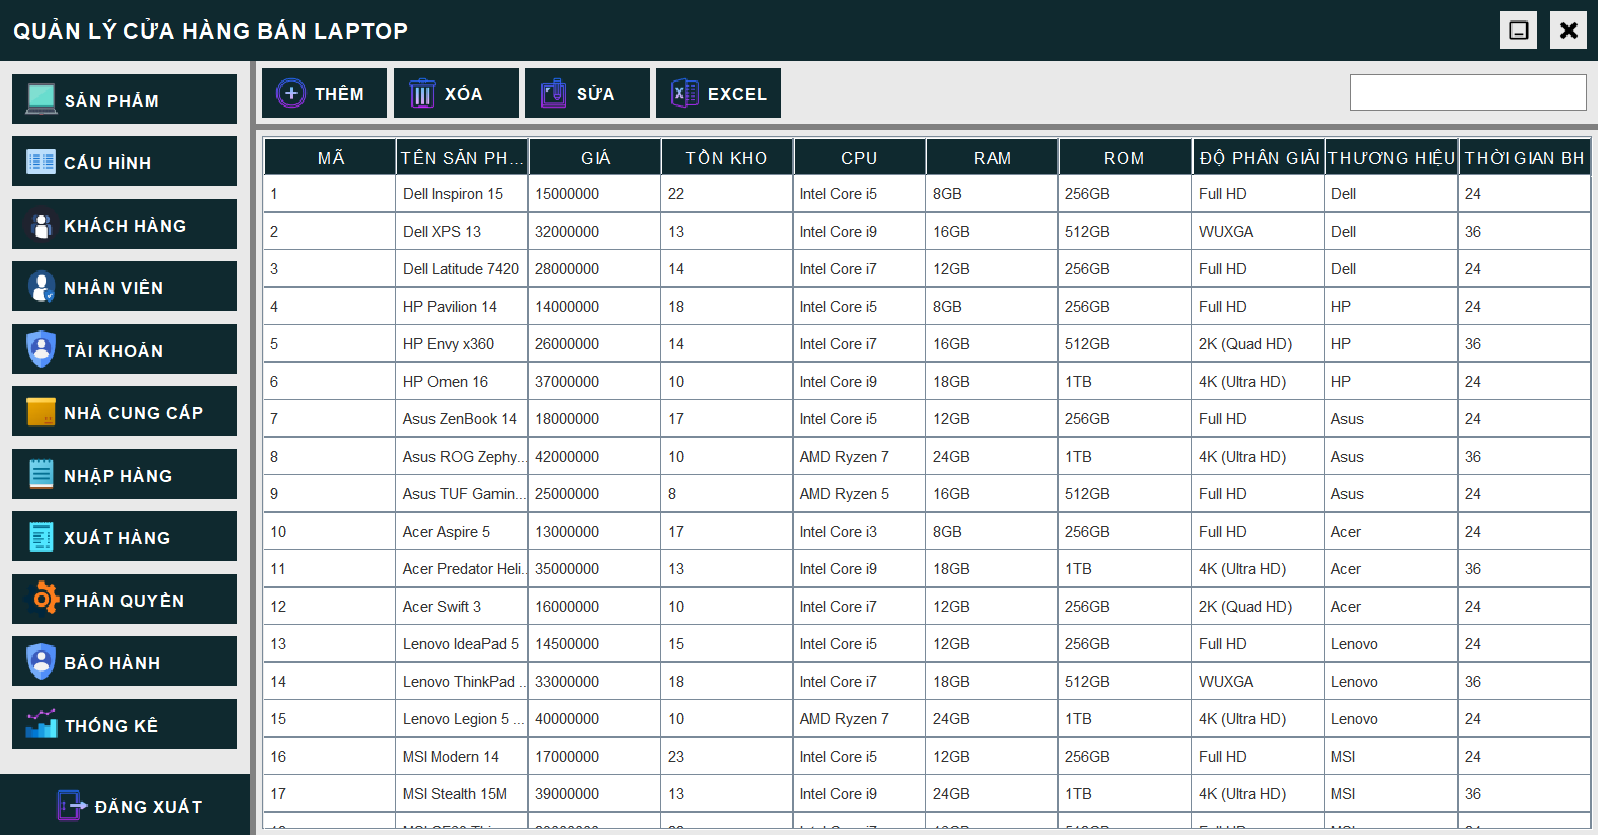 QUẢN LÝ CỬA HÀNG BÁN LAPTOP
SẢN PHẨM
CẤU HÌNH
KHÁCH HÀNG
NHÂN VIÊN
TÀI KHOẢN
NHÀ CUNG CẤP
NHẬP HÀNG
XUẤT HÀNG
PHÂN QUYỀN
BẢO HÀNH
THỐNG KÊ
ĐĂNG XUẤT
THÊM XÓA SỬA EXCEL
MÃ TÊN SẢN PH... GIÁ TỒN KHO CPU RAM ROM ĐỘ PHÂN GIẢI THƯƠNG HIỆU THỜI GIAN BH
1 Dell Inspiron 15 15000000 22 Intel Core i5 8GB 256GB Full HD Dell 24
2 Dell XPS 13 32000000 13 Intel Core i9 16GB 512GB WUXGA Dell 36
3 Dell Latitude 7420 28000000 14 Intel Core i7 12GB 256GB Full HD Dell 24
4 HP Pavilion 14 14000000 18 Intel Core i5 8GB 256GB Full HD HP 24
5 HP Envy x360 26000000 14 Intel Core i7 16GB 512GB 2K (Quad HD) HP 36
6 HP Omen 16 37000000 10 Intel Core i9 18GB 1TB 4K (Ultra HD) HP 24
7 Asus ZenBook 14 18000000 17 Intel Core i5 12GB 256GB Full HD Asus 24
8 Asus ROG Zephy... 42000000 10 AMD Ryzen 7 24GB 1TB 4K (Ultra HD) Asus 36
9 Asus TUF Gamin... 25000000 8 AMD Ryzen 5 16GB 512GB Full HD Asus 24
10 Acer Aspire 5 13000000 17 Intel Core i3 8GB 256GB Full HD Acer 24
11 Acer Predator Heli... 35000000 13 Intel Core i9 18GB 1TB 4K (Ultra HD) Acer 36
12 Acer Swift 3 16000000 10 Intel Core i7 12GB 256GB 2K (Quad HD) Acer 24
13 Lenovo IdeaPad 5 14500000 15 Intel Core i5 12GB 256GB Full HD Lenovo 24
14 Lenovo ThinkPad ... 33000000 18 Intel Core i7 18GB 512GB WUXGA Lenovo 36
15 Lenovo Legion 5 ... 40000000 10 AMD Ryzen 7 24GB 1TB 4K (Ultra HD) Lenovo 24
16 MSI Modern 14 17000000 23 Intel Core i5 12GB 256GB Full HD MSI 24
17 MSI Stealth 15M 39000000 13 Intel Core i9 24GB 1TB 4K (Ultra HD) MSI 36